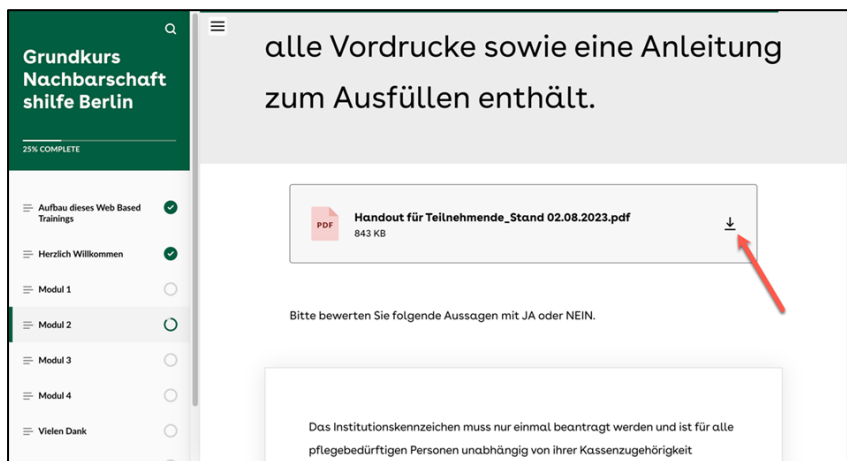 Grundkurs
Nachbarschaft
shilfe Berlin
25% COMPLETE
Aufbau dieses Web Based
Trainings
Herzlich Willkommen
Modul 1
Modul 2
Modul 3
Modul 4
Vielen Dank
alle Vordrucke sowie eine Anleitung
zum Ausfüllen enthält.
PDF
Handout für Teilnehmende_Stand 02.08.2023.pdf
843 KB
Bitte bewerten Sie folgende Aussagen mit JA oder NEIN.
Das Institutionskennzeichen muss nur einmal beantragt werden und ist für alle
pflegebedürftigen Personen unabhängig von ihrer Kassenzugehörigkeit